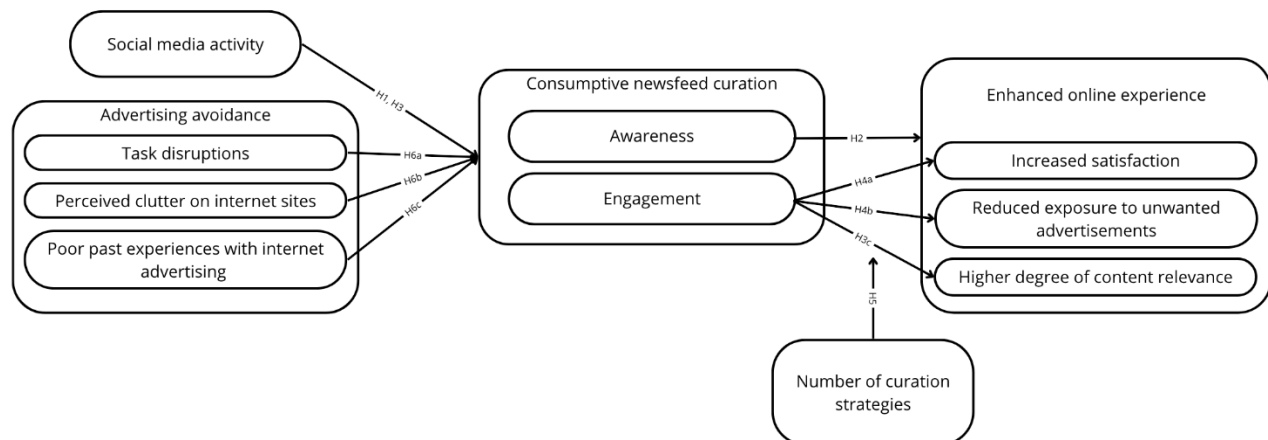 Social media activity
H1, H3
Advertising avoidance
Task disruptions
H6a
Perceived clutter on internet sites
H6b
Poor past experiences with internet
advertising
H6c
Consumptive newsfeed curation
Awareness
H2
Engagement
H4a
H4b
H3c
Enhanced online experience
Increased satisfaction
Reduced exposure to unwanted
advertisements
Higher degree of content relevance
H5
Number of curation
strategies